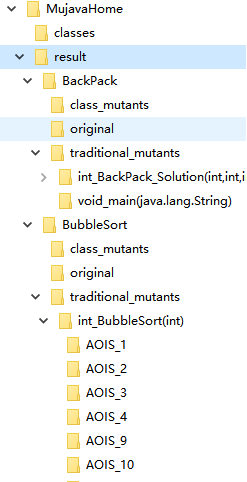 MujavaHome
classes
result
BackPack
class_mutants
original
traditional_mutants
int_BackPack_Solution(int,int,i
void_main(java.lang.String)
BubbleSort
class_mutants
original
traditional_mutants
int_BubbleSort(int)
AOIS_1
AOIS_2
AOIS_3
AOIS_4
AOIS_9
AOIS_10